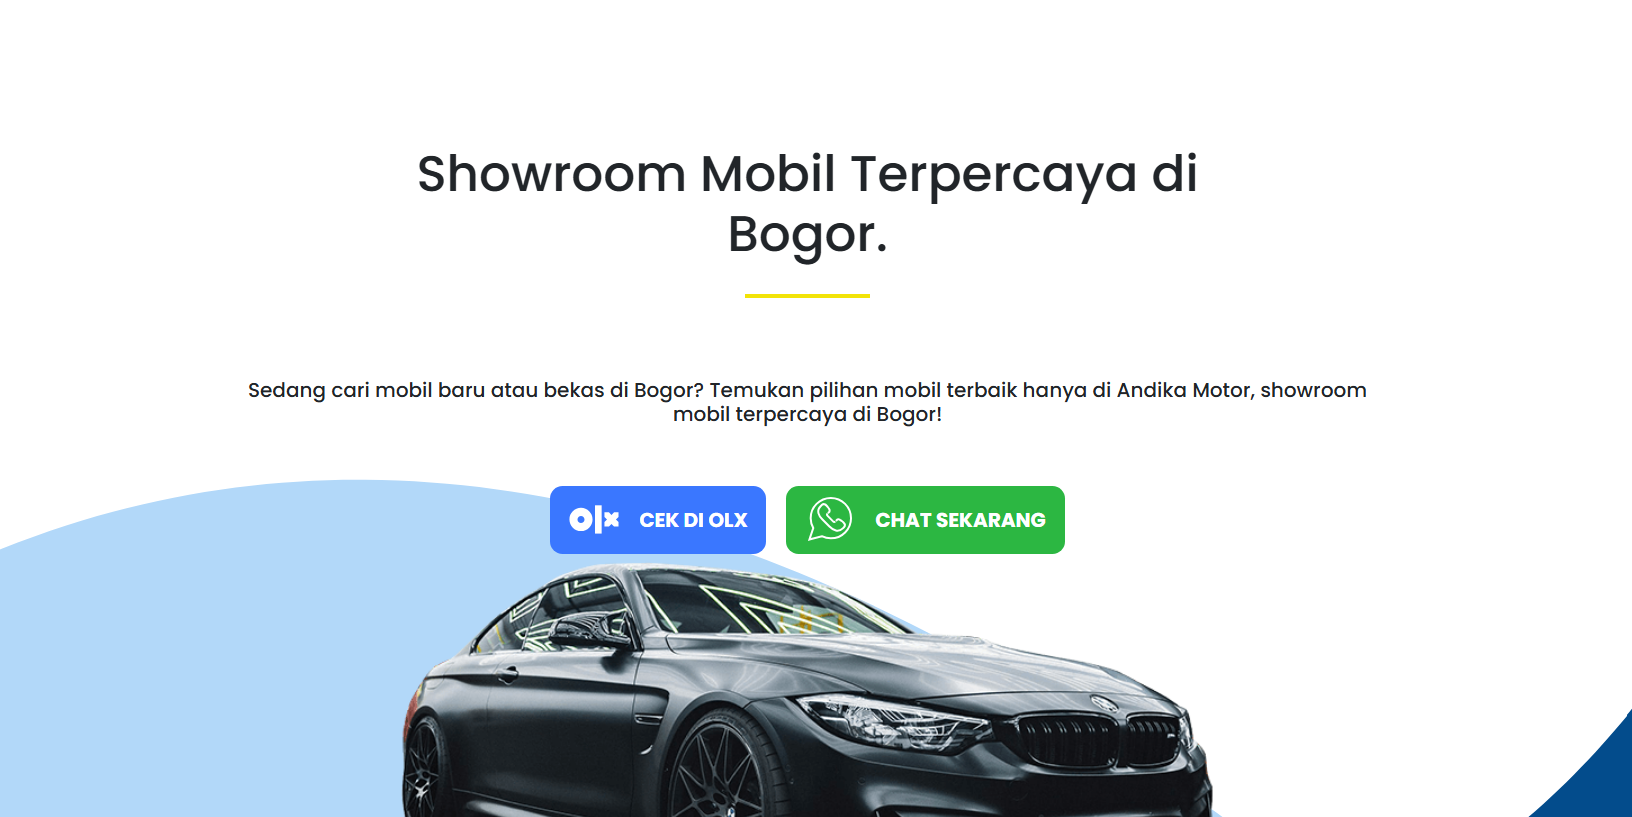 Showroom Mobil Terpercaya di
Bogor.
Sedang cari mobil baru atau bekas di Bogor? Temukan pilihan mobil terbaik hanya di Andika Motor, showroom
mobil terpercaya di Bogor!
olx CEK DI OLX
CHAT SEKARANG